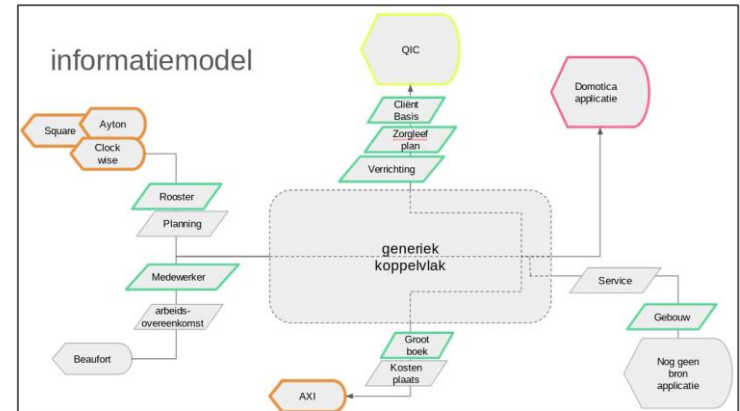 informatiemodel
QIC
Domotica
applicatie
Square
Ayton
Clock
wise
Cliënt
Basis
Zorgleef
plan
Verrichting
Rooster
Planning
generiek
koppelvlak
Medewerker
Service
arbeids-
overeenkomst
Gebouw
Groot
boek
Beaufort
Kosten
plaats
Nog geen
bron
applicatie
AXI